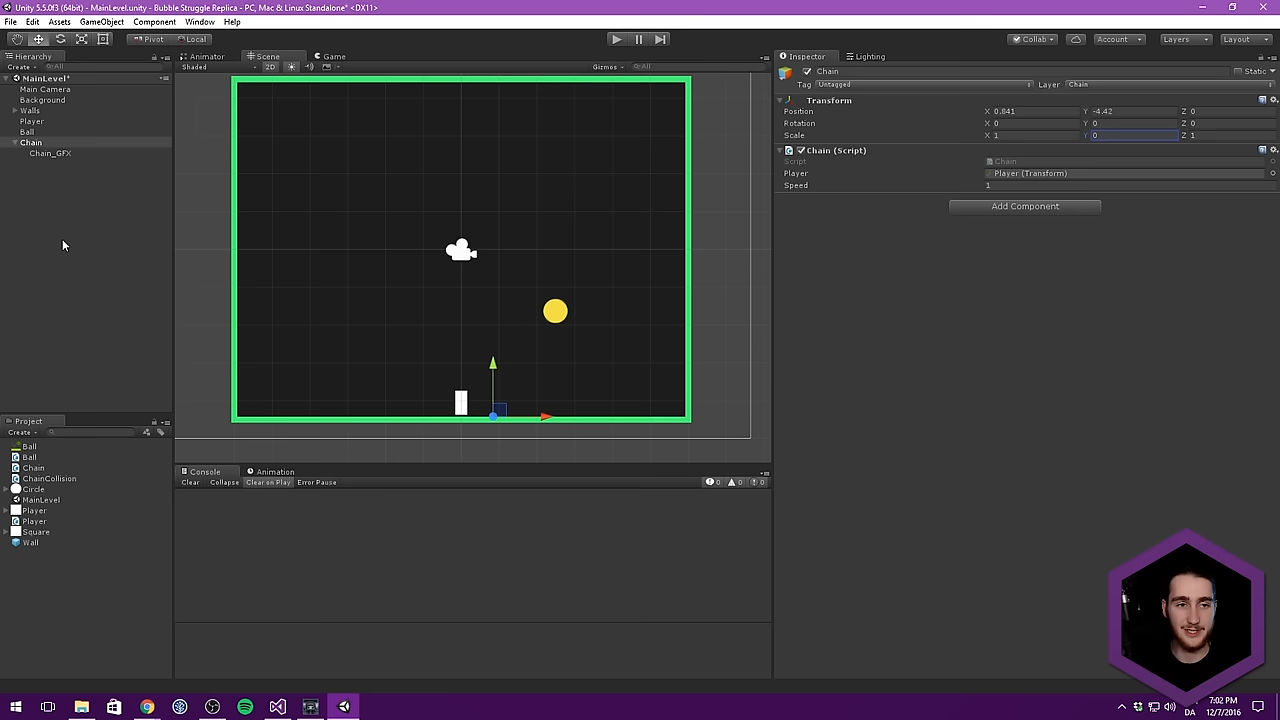 Unity 5.5.0f3 (64bit) - MainLevel.unity - Bubble Struggle Replica - PC, Mac & Linux Standalone* <DX11>
File Edit Assets GameObject Component Window Help
Pivot Local Collab Account Layers Layout
Hierarchy Animator Scene Game Inspector Lighting
Create All Shaded 2D Gizmos All
Chain Static
MainLevel*
Tag Untagged Layer Chain
Main Camera
Background
Transform
Walls
Position X 0.841 Y -4.42 Z 0
Player
Rotation X 0 Y 0 Z 0
Ball
Scale X 1 Y 0 Z 1
Chain
Chain (Script)
Chain_GFX
Script Chain
Player Player (Transform)
Speed 1
Add Component
Project
Create
Ball
Ball
Chain
ChainCollision
Circle
MainLevel
Player
Player
Square
Wall
Console Animation
Clear Collapse Clear on Play Error Pause 0 0 0
7:02 PM
DA
12/7/2016